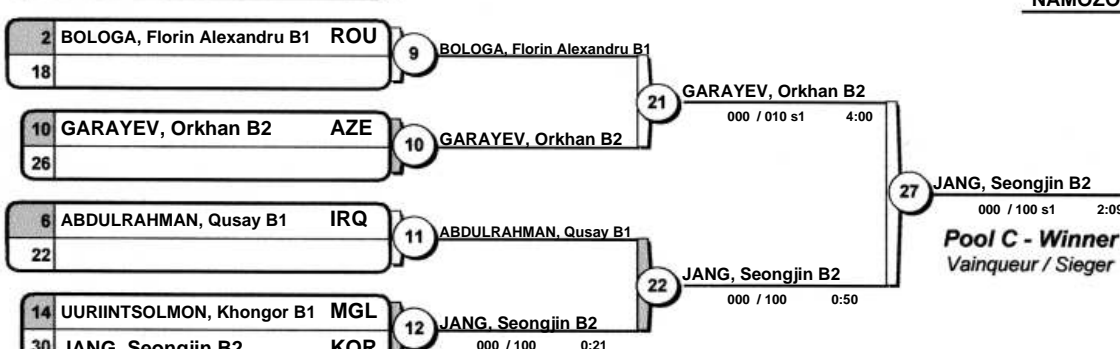 NAMOZO
2 BOLOGA, Florin Alexandru B1 ROU
18
9
BOLOGA, Florin Alexandru B1
21
GARAYEV, Orkhan B2
000 / 010 s1 4:00
10 GARAYEV, Orkhan B2 AZE
26
10
GARAYEV, Orkhan B2
27
JANG, Seongjin B2
000 / 100 s1 2:09
Pool C - Winner
Vainqueur / Sieger
6 ABDULRAHMAN, Qusay B1 IRQ
22
11
ABDULRAHMAN, Qusay B1
22
JANG, Seongjin B2
000 / 100 0:50
14 UURIINTSOLMON, Khongor B1 MGL
30 JANG, Seongjin B2 KOR
12
JANG, Seongjin B2
000 / 100 0:21